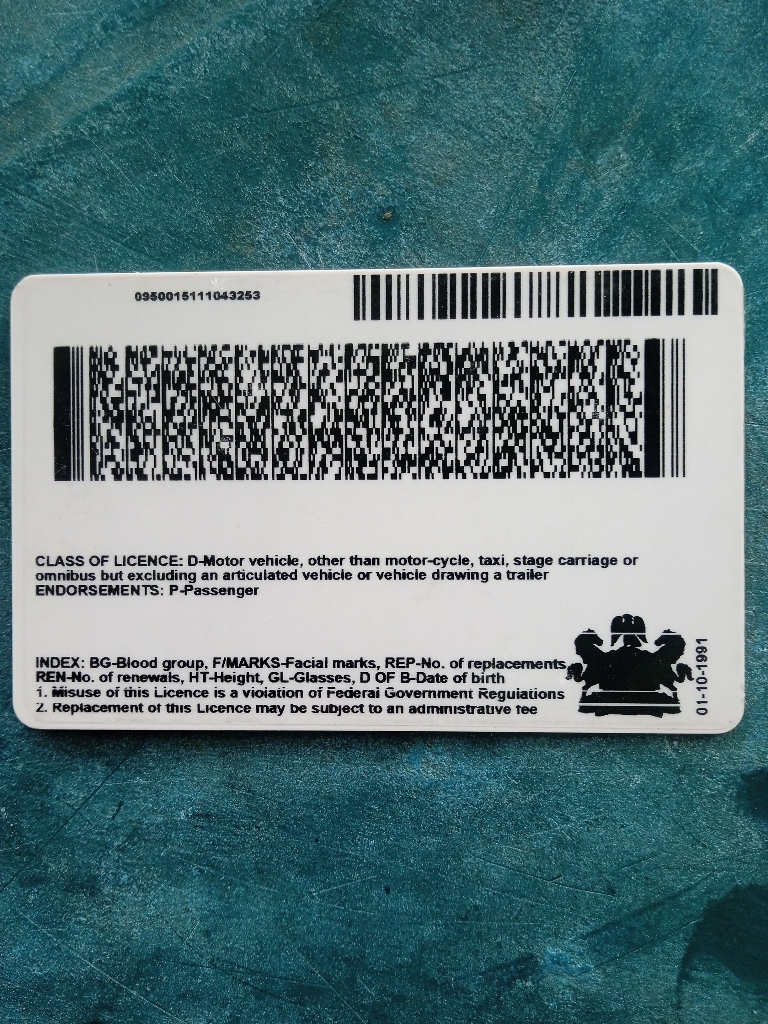 0950015111043253
CLASS OF LICENCE: D-Motor vehicle, other than motor-cycle, taxi, stage carriage or
omnibus but excluding an articulated vehicle or vehicle drawing a trailer
ENDORSEMENTS: P-Passenger
INDEX: BG-Blood group, F/MARKS-Facial marks, REP-No. of replacements,
REN-No. of renewals, HT-Height, GL-Glasses, D OF B-Date of birth
1. Misuse of this Licence is a violation of Federal Government Regulations
2. Replacement of this Licence may be subject to an administrative fee
01-10-1991